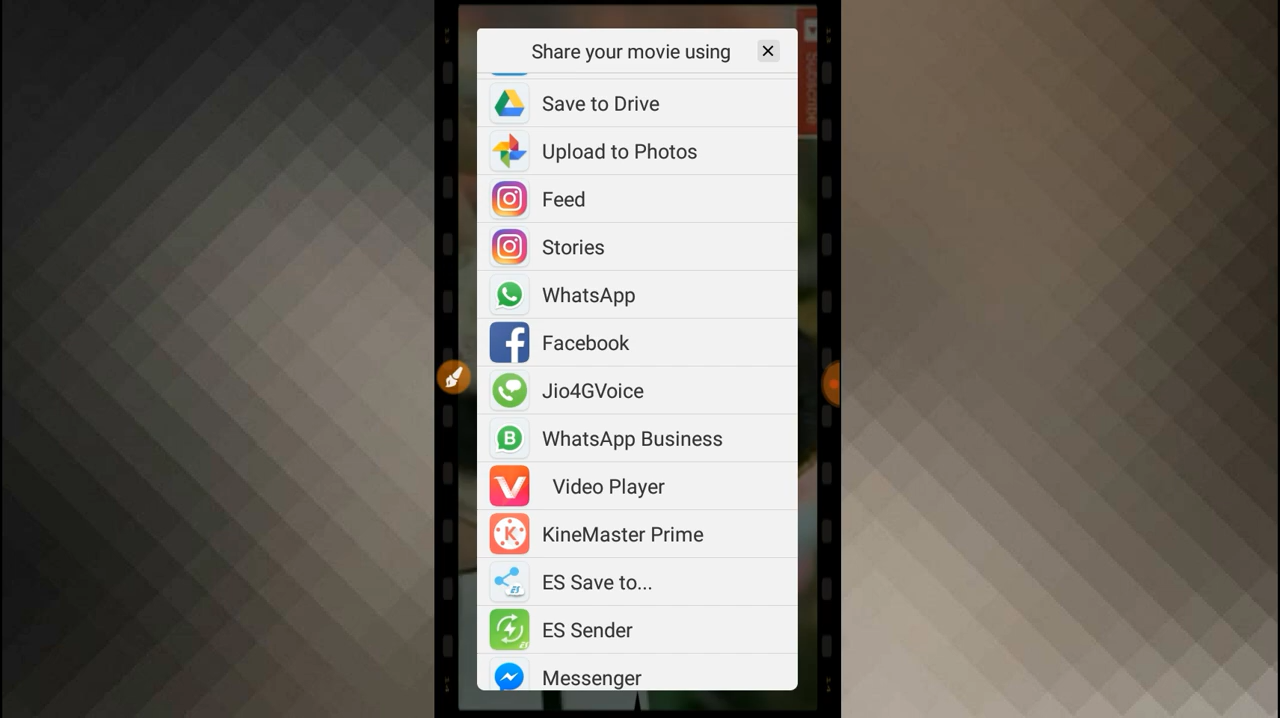 Share your movie using
Save to Drive
Upload to Photos
Feed
Stories
WhatsApp
Facebook
Jio4GVoice
WhatsApp Business
Video Player
KineMaster Prime
ES Save to...
ES Sender
Messenger
SUBSCRIBE